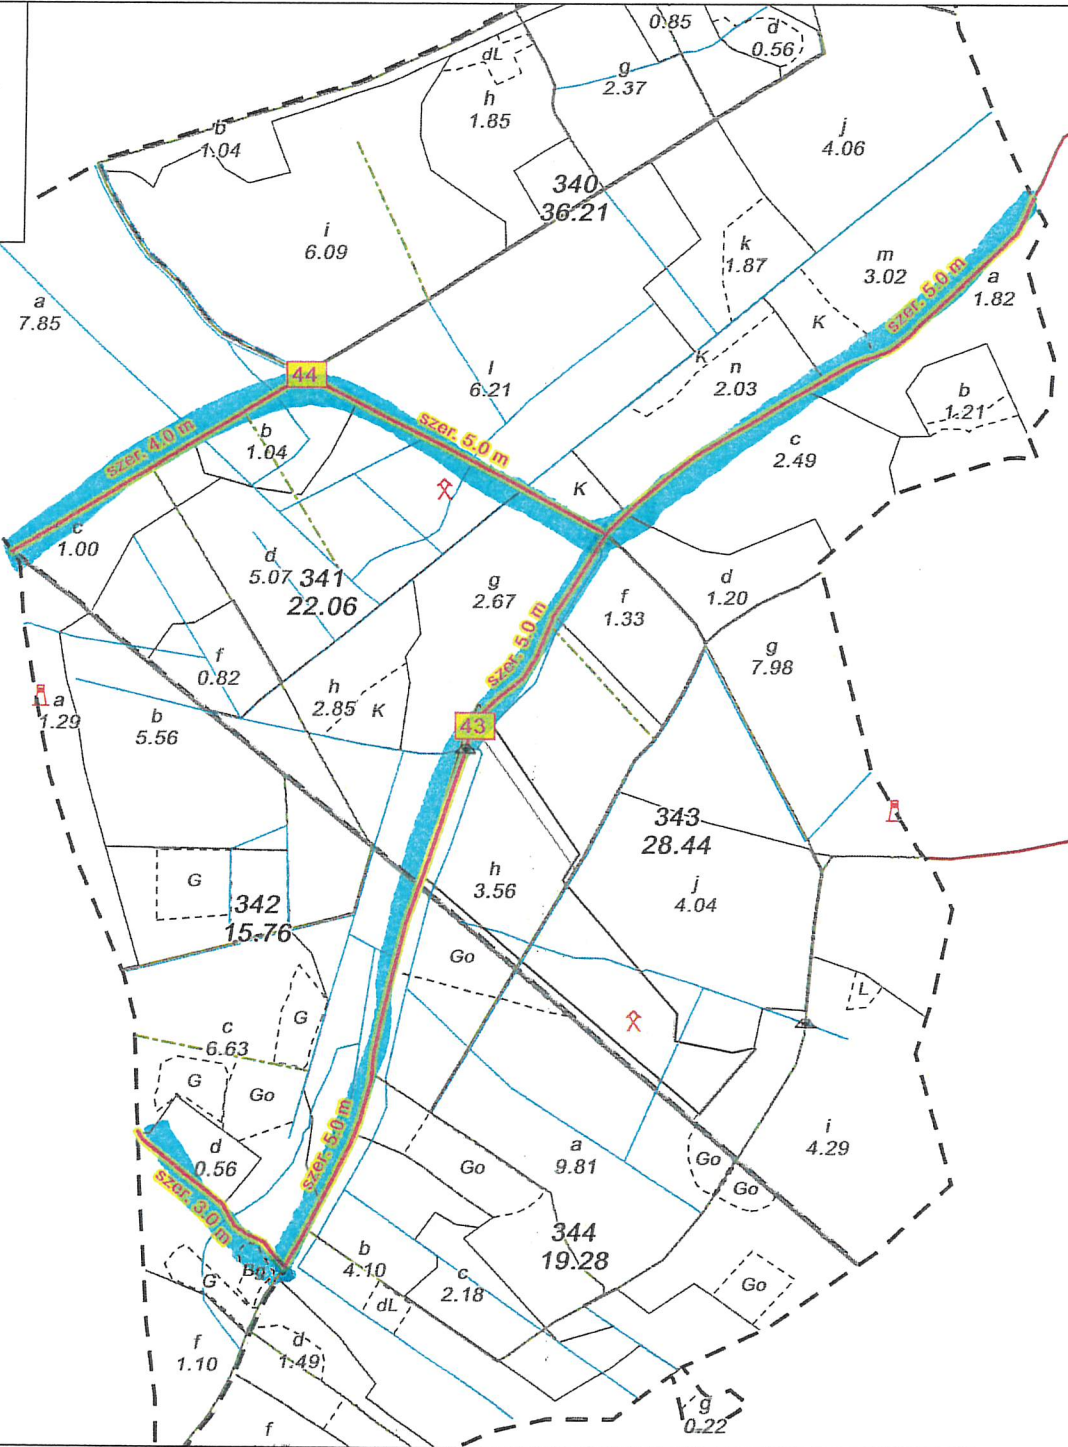 0.85
d
0.56
dL
g
2.37
h
1.85
b
1.04
j
4.06
340
36.21
i
6.09
k
1.87
m
3.02
szer. 5.0 m
a
1.82
a
7.85
K
K
l
6.21
n
2.03
44
b
1.21
szer. 4.0 m
b
1.04
szer. 5.0 m
c
2.49
K
c
1.00
d
5.07
341
22.06
g
2.67
f
1.33
d
1.20
szer. 5.0 m
g
7.98
f
0.82
h
2.85
K
a
1.29
b
5.56
43
343
28.44
h
3.56
j
4.04
G
342
15.76
Go
L
G
c
6.63
G
Go
szer. 5.0 m
d
0.56
Go
a
9.81
Go
Go
i
4.29
szer. 3.0 m
344
19.28
b
4.10
c
2.18
Bg
G
dL
Go
f
1.10
d
1.49
g
0.22
f